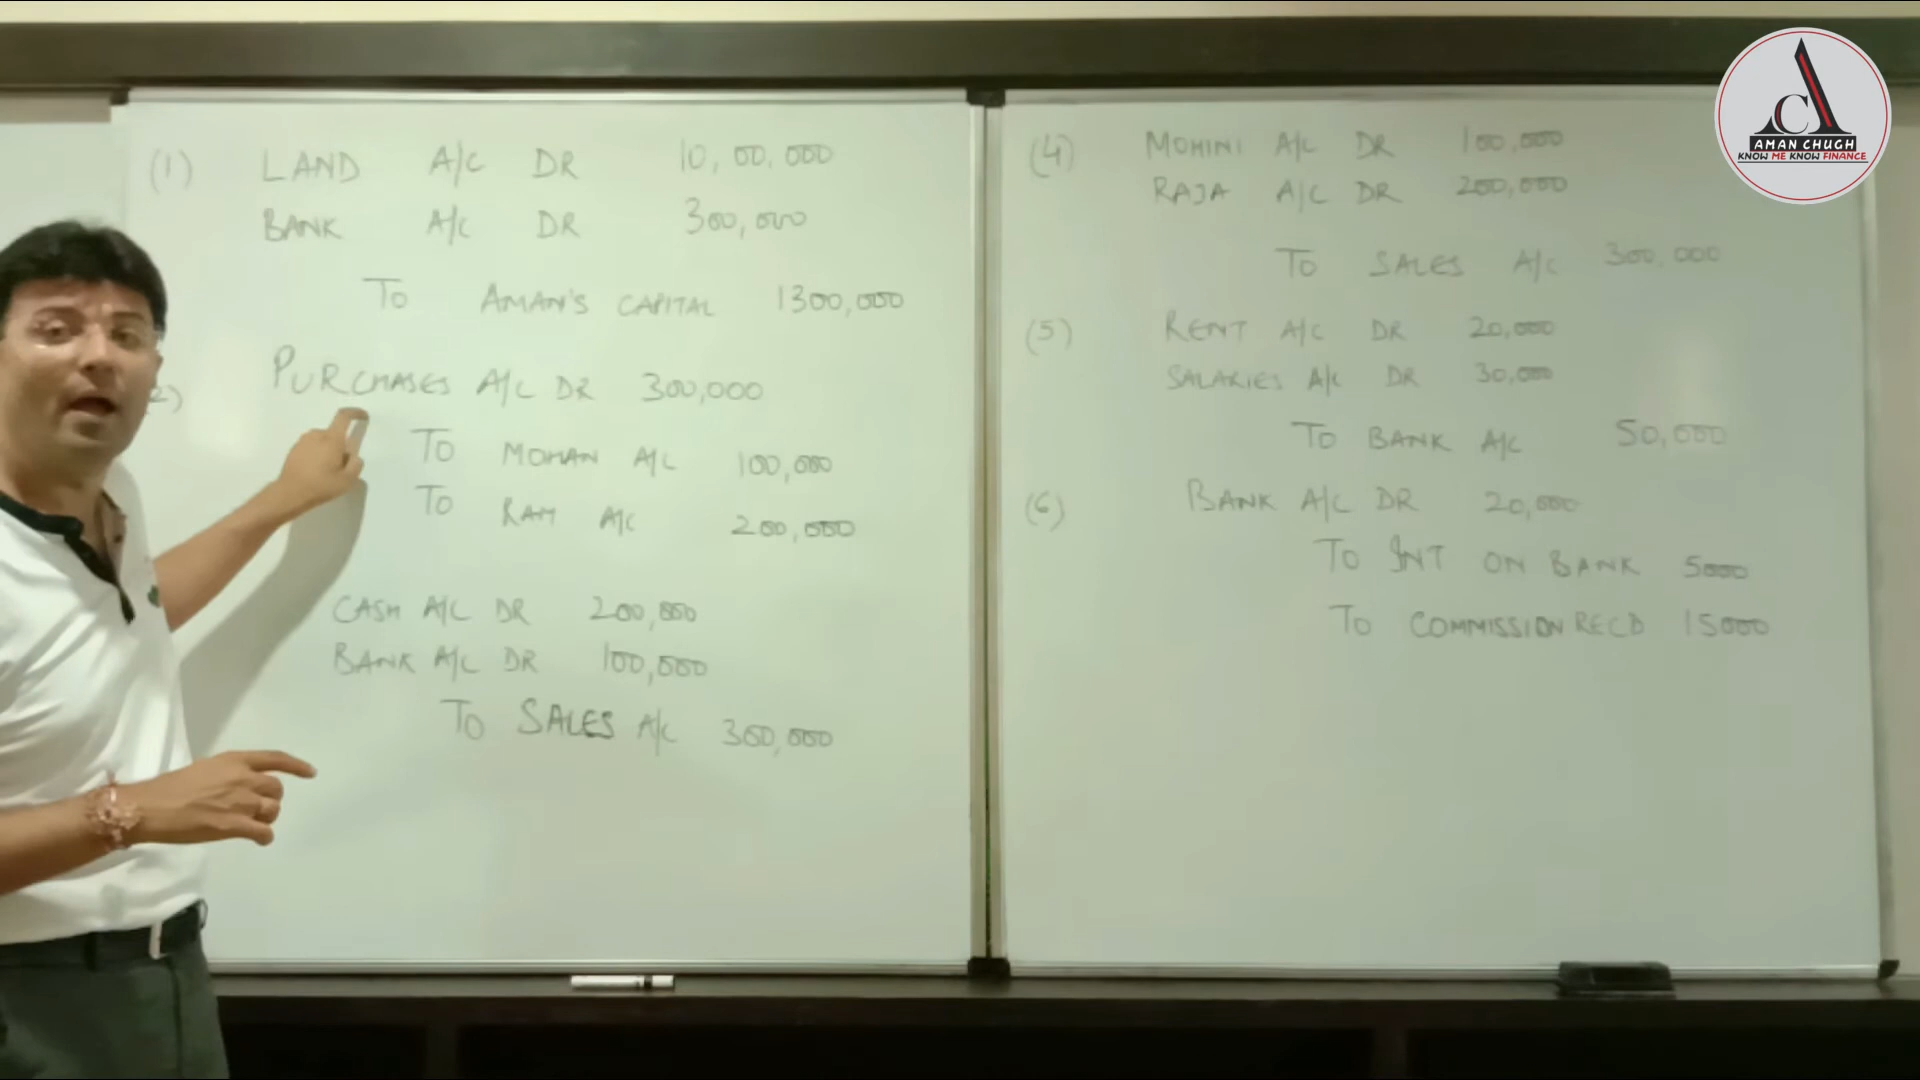 (1) LAND A/C DR 10,00,000
BANK A/C DR 300,000
TO AMAN'S CAPITAL 1300,000
2) PURCHASES A/C DR 300,000
TO MOHAN A/C 100,000
TO RAM A/C 200,000
CASH A/C DR 200,000
BANK A/C DR 100,000
TO SALES A/C 300,000
(4) MOHINI A/C DR 100,000
RAJA A/C DR 200,000
TO SALES A/C 300,000
(5) RENT A/C DR 20,000
SALARIES A/C DR 30,000
TO BANK A/C 50,000
(6) BANK A/C DR 20,000
TO INT ON BANK 5000
TO COMMISSION RECD 15000
AC
AMAN CHUGH
KNOW ME KNOW FINANCE